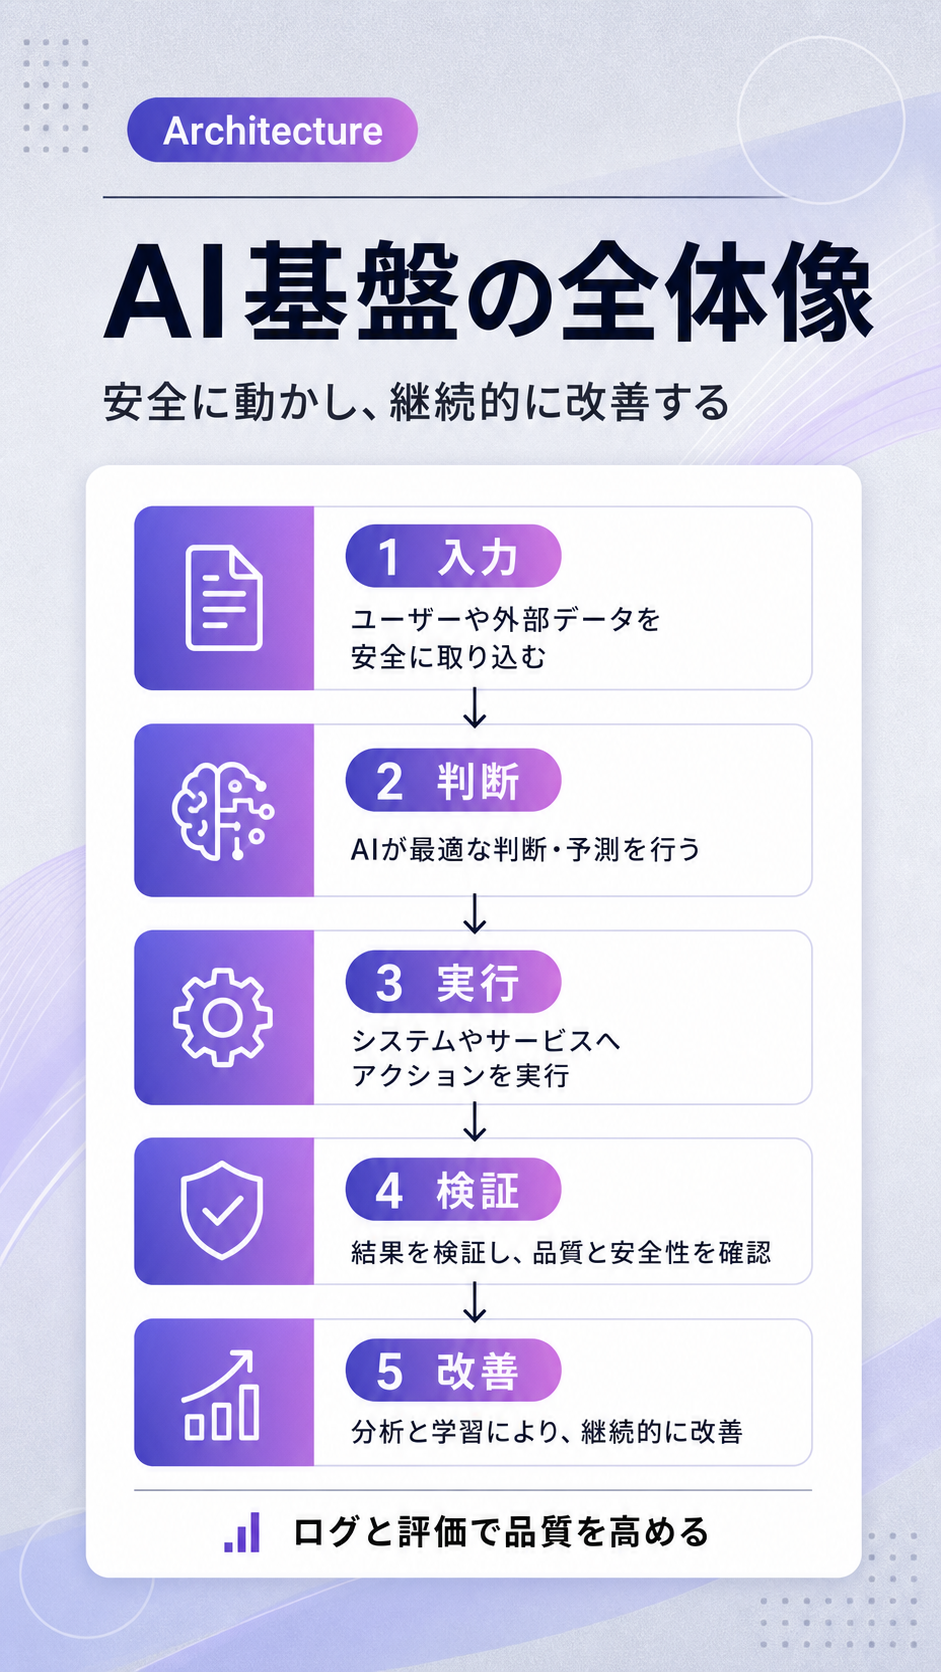 Architecture
AI基盤の全体像
安全に動かし、継続的に改善する
1 入力
ユーザーや外部データを
安全に取り込む
2 判断
AIが最適な判断・予測を行う
3 実行
システムやサービスへ
アクションを実行
4 検証
結果を検証し、品質と安全性を確認
5 改善
分析と学習により、継続的に改善
ログと評価で品質を高める